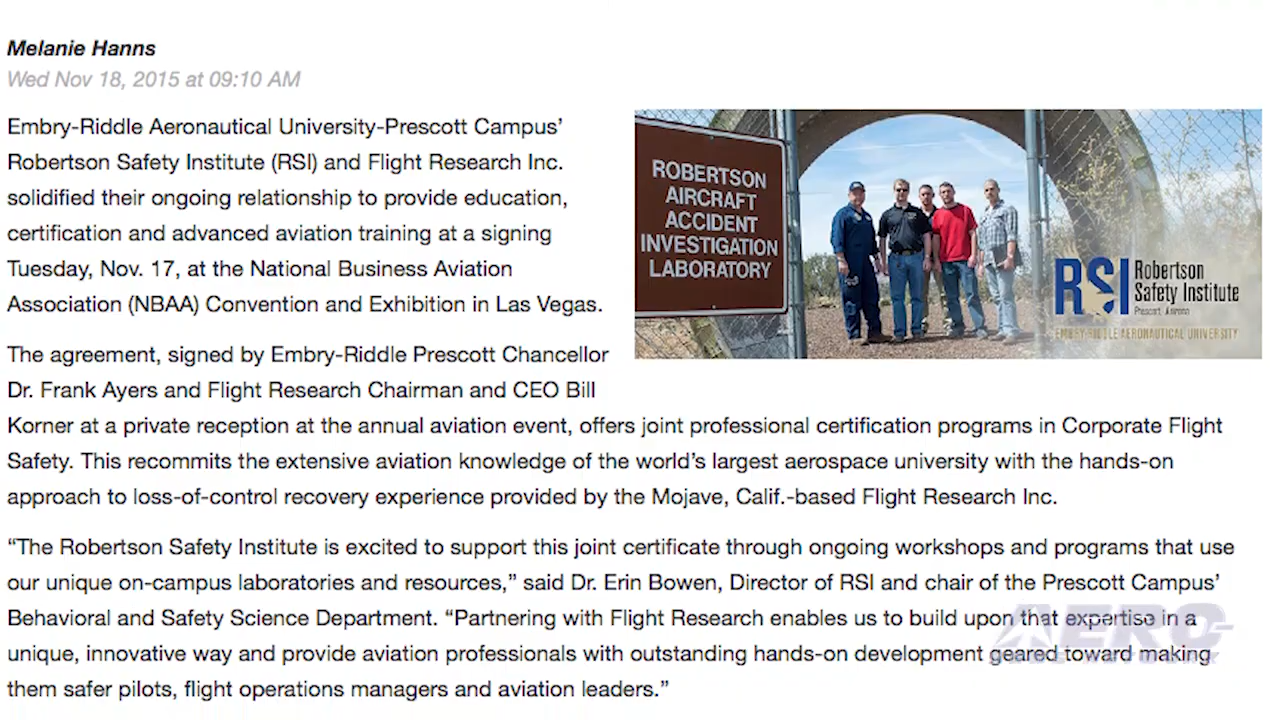 Melanie Hanns
Wed Nov 18, 2015 at 09:10 AM
Embry-Riddle Aeronautical University-Prescott Campus’
Robertson Safety Institute (RSI) and Flight Research Inc.
solidified their ongoing relationship to provide education,
certification and advanced aviation training at a signing
Tuesday, Nov. 17, at the National Business Aviation
Association (NBAA) Convention and Exhibition in Las Vegas.
The agreement, signed by Embry-Riddle Prescott Chancellor
Dr. Frank Ayers and Flight Research Chairman and CEO Bill
Korner at a private reception at the annual aviation event, offers joint professional certification programs in Corporate Flight
Safety. This recommits the extensive aviation knowledge of the world’s largest aerospace university with the hands-on
approach to loss-of-control recovery experience provided by the Mojave, Calif.-based Flight Research Inc.
“The Robertson Safety Institute is excited to support this joint certificate through ongoing workshops and programs that use
our unique on-campus laboratories and resources,” said Dr. Erin Bowen, Director of RSI and chair of the Prescott Campus’
Behavioral and Safety Science Department. “Partnering with Flight Research enables us to build upon that expertise in a
unique, innovative way and provide aviation professionals with outstanding hands-on development geared toward making
them safer pilots, flight operations managers and aviation leaders.”
ROBERTSON
AIRCRAFT
ACCIDENT
INVESTIGATION
LABORATORY
RSI
Robertson
Safety Institute
Prescott, Arizona
EMBRY-RIDDLE AERONAUTICAL UNIVERSITY
AERO
NEWS NETWORK